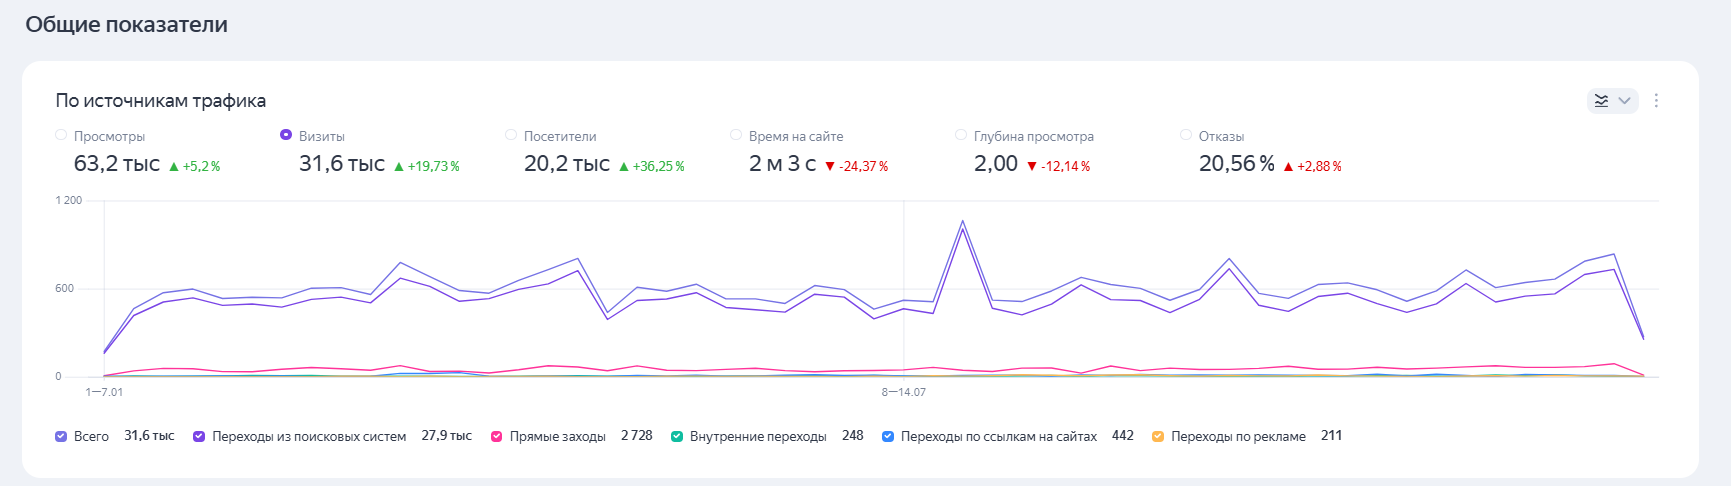 Общие показатели
По источникам трафика
Просмотры Визиты Посетители Время на сайте Глубина просмотра Отказы
63,2 тыс ▲ +5,2 % 31,6 тыс ▲ +19,73 % 20,2 тыс ▲ +36,25 % 2 м 3 с ▼ -24,37 % 2,00 ▼ -12,14 % 20,56 % ▲ +2,88 %
1 200
600
0
1—7.01 8—14.07
Всего 31,6 тыс Переходы из поисковых систем 27,9 тыс Прямые заходы 2 728 Внутренние переходы 248 Переходы по ссылкам на сайтах 442 Переходы по рекламе 211